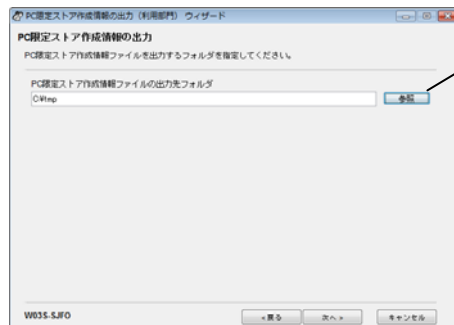 PC限定ストア作成情報の出力（利用部門） ウィザード
PC限定ストア作成情報の出力
PC限定ストア作成情報ファイルを出力するフォルダを指定してください。
PC限定ストア作成情報ファイルの出力先フォルダ
C:¥tmp
参照
W03S-SJFO
<戻る
次へ>
キャンセル